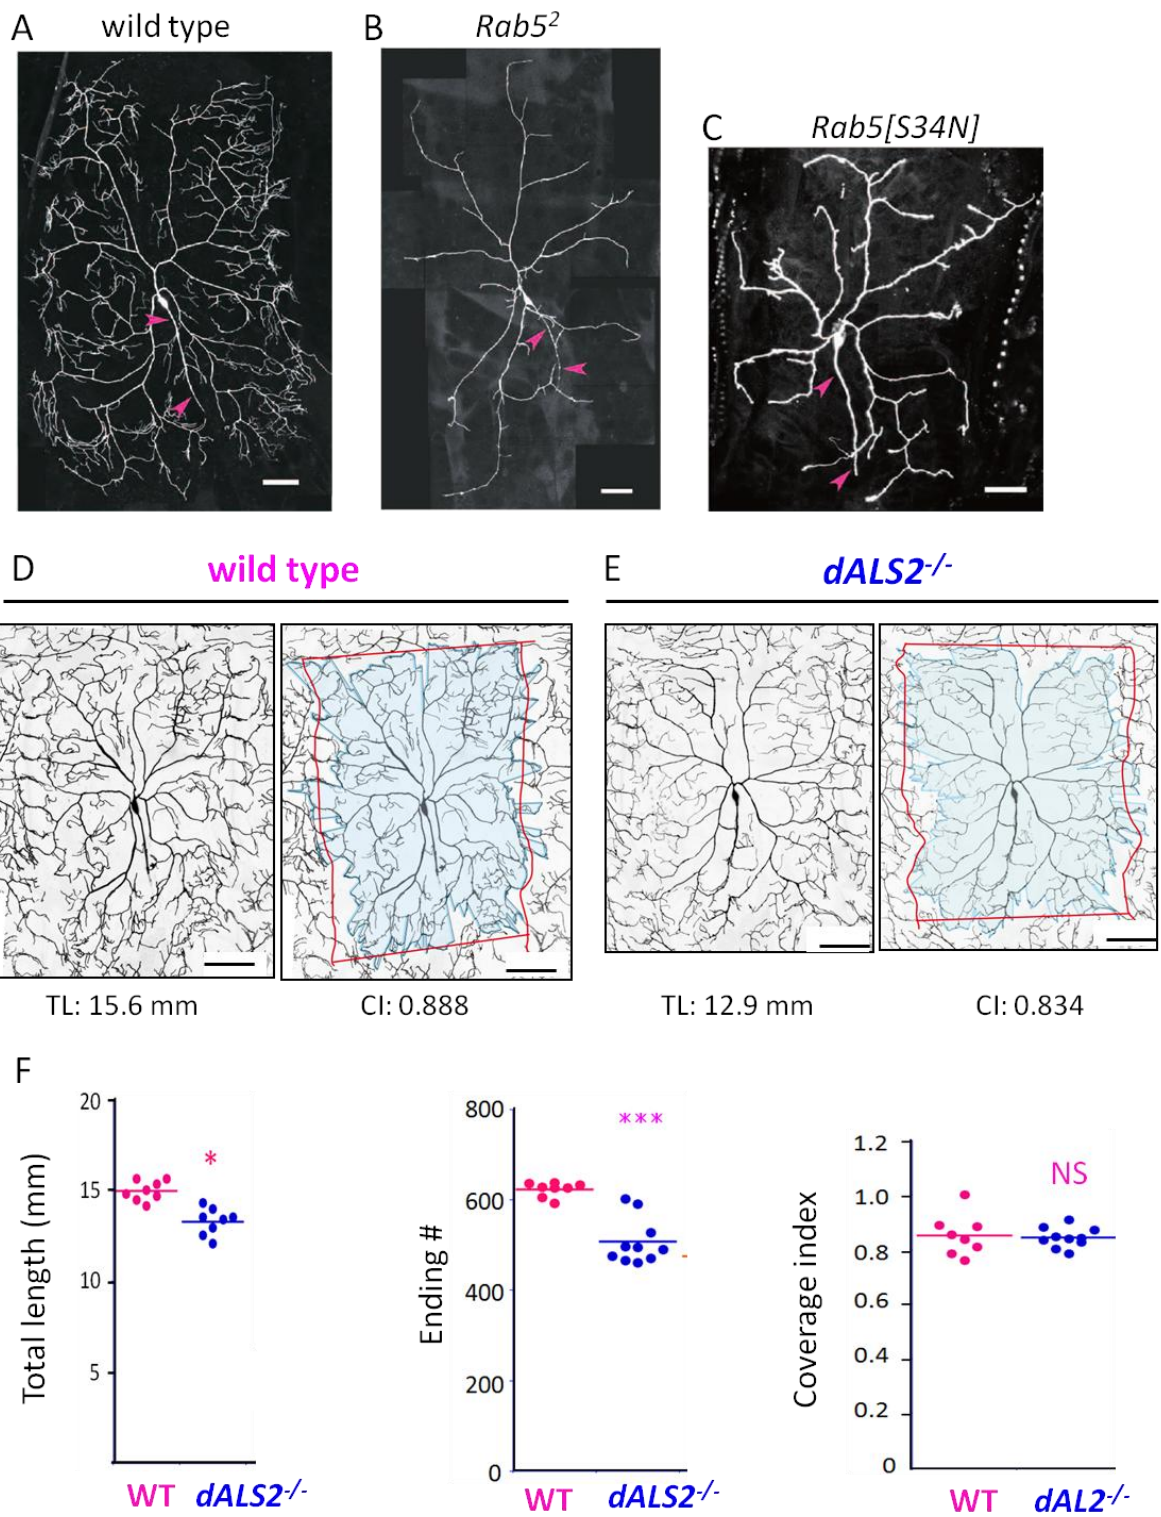 A wild type
B Rab5²
C Rab5[S34N]
D wild type
E dALS2⁻/⁻
TL: 15.6 mm
CI: 0.888
TL: 12.9 mm
CI: 0.834
F
Total length (mm)
20
15
10
5
*
WT dALS2⁻/⁻
Ending #
800
600
400
200
0
***
WT dALS2⁻/⁻
Coverage index
1.2
1.0
0.8
0.6
0.4
0.2
0
NS
WT dAL2⁻/⁻